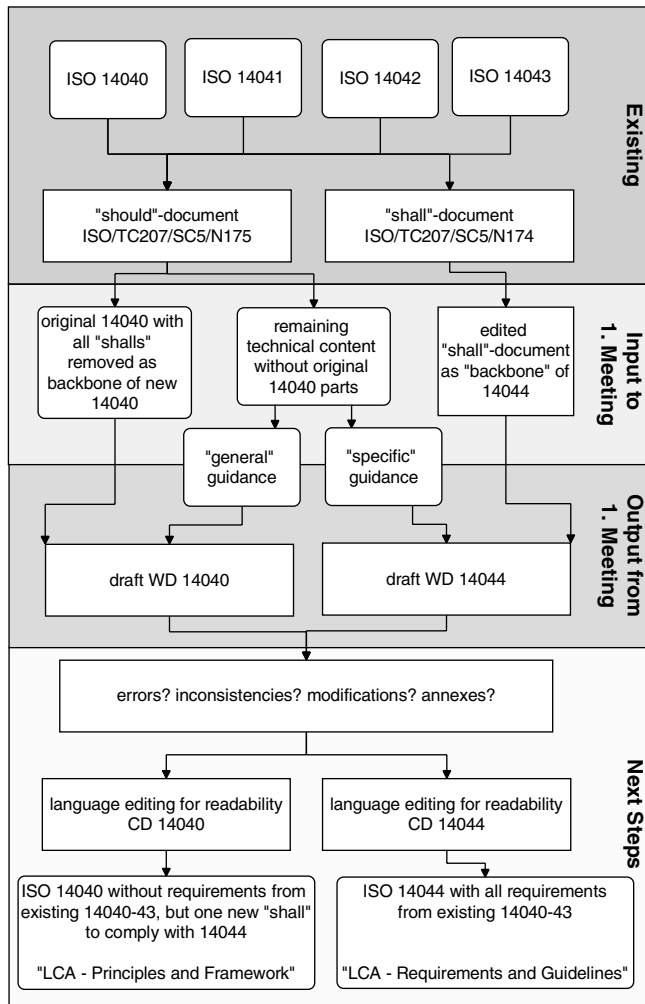 ISO 14040
ISO 14041
ISO 14042
ISO 14043
Existing
"should"-document
ISO/TC207/SC5/N175
"shall"-document
ISO/TC207/SC5/N174
original 14040 with
all "shalls"
removed as
backbone of new
14040
remaining
technical content
without original
14040 parts
edited
"shall"-document
as "backbone" of
14044
Input to
1. Meeting
"general"
guidance
"specific"
guidance
Output from
1. Meeting
draft WD 14040
draft WD 14044
errors? inconsistencies? modifications? annexes?
Next Steps
language editing for readability
CD 14040
language editing for readability
CD 14044
ISO 14040 without requirements from
existing 14040-43, but one new "shall"
to comply with 14044
"LCA - Principles and Framework"
ISO 14044 with all requirements
from existing 14040-43
"LCA - Requirements and Guidelines"